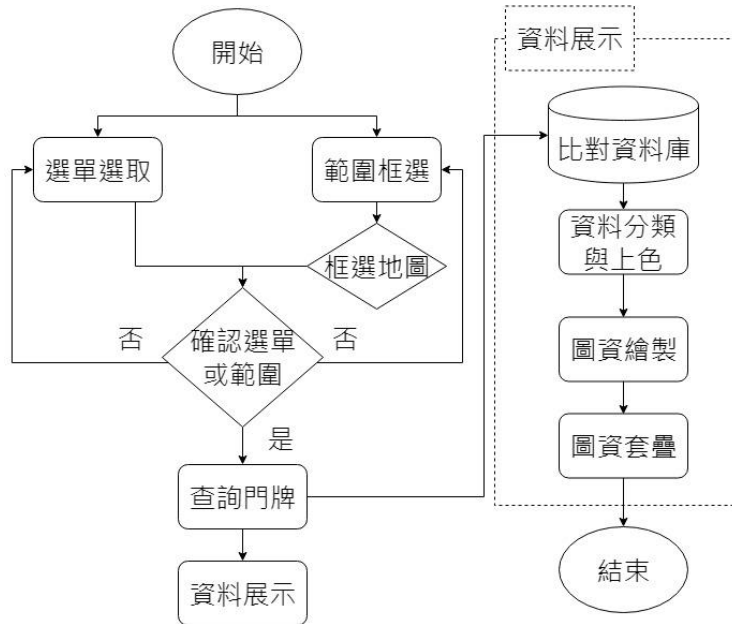 開始
選單選取
範圍框選
框選地圖
否
確認選單
或範圍
否
是
查詢門牌
資料展示
資料展示
比對資料庫
資料分類
與上色
圖資繪製
圖資套疊
結束